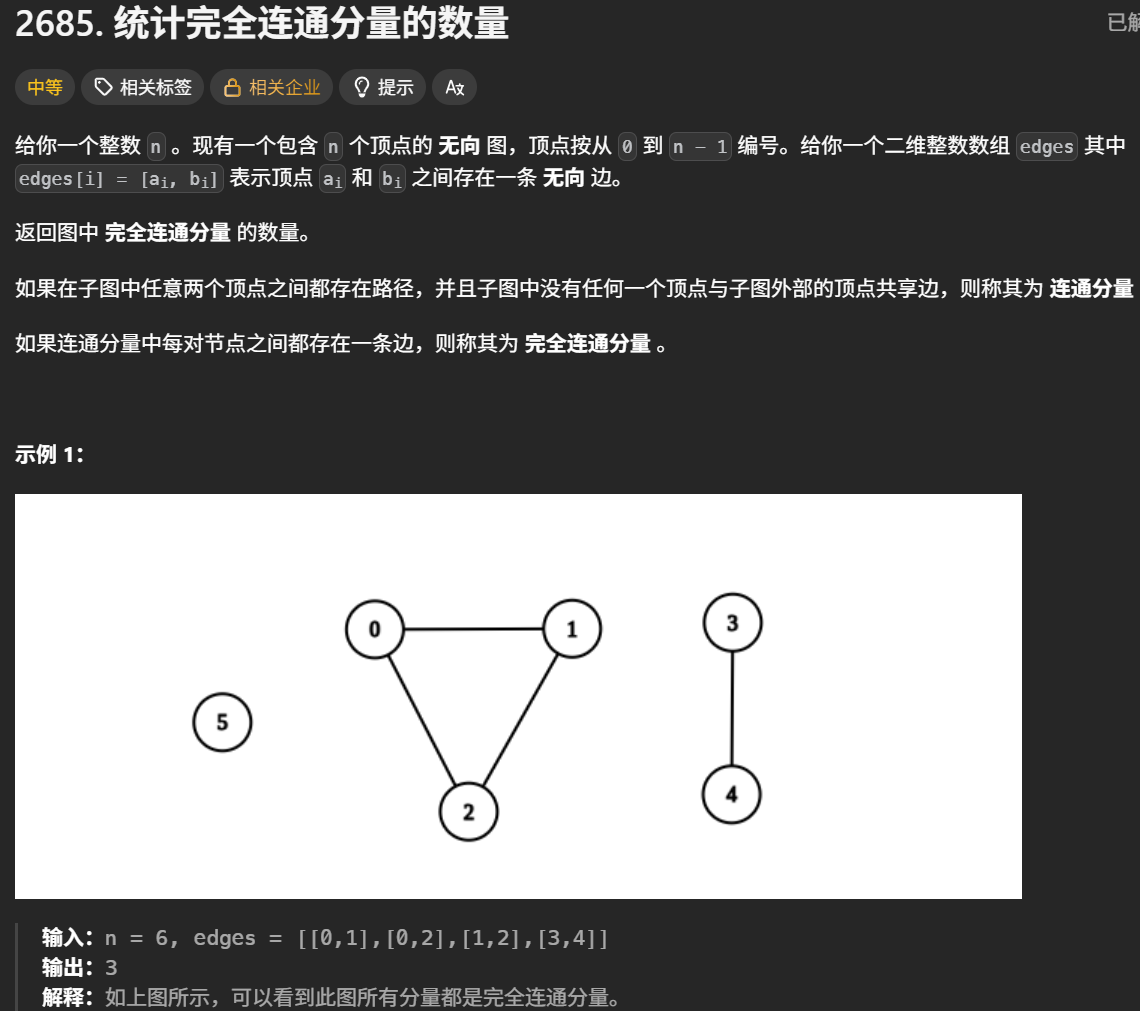 2685. 统计完全连通分量的数量
已解
中等 相关标签 相关企业 提示 Aあ
给你一个整数 n 。现有一个包含 n 个顶点的 无向 图，顶点按从 0 到 n - 1 编号。给你一个二维整数数组 edges 其中
edges[i] = [ai, bi] 表示顶点 ai 和 bi 之间存在一条 无向 边。
返回图中 完全连通分量 的数量。
如果在子图中任意两个顶点之间都存在路径，并且子图中没有任何一个顶点与子图外部的顶点共享边，则称其为 连通分量
如果连通分量中每对节点之间都存在一条边，则称其为 完全连通分量 。
示例 1：
0 1 3
5
2 4
输入：n = 6, edges = [[0,1],[0,2],[1,2],[3,4]]
输出：3
解释：如上图所示，可以看到此图所有分量都是完全连通分量。